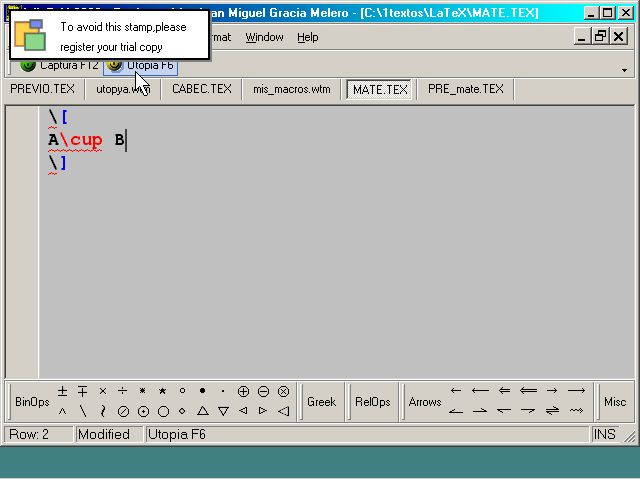 To avoid this stamp,please
register your trial copy
an Miguel Gracia Melero - [C:\1textos\LaTeX\MATE.TEX]
mat Window Help
Captura F12 Utopia F6
PREVIO.TEX utopya.wtm CABEC.TEX mis_macros.wtm MATE.TEX PRE_mate.TEX
\[
A\cup B
\]
BinOps Greek RelOps Arrows Misc
Row: 2 Modified Utopia F6 INS